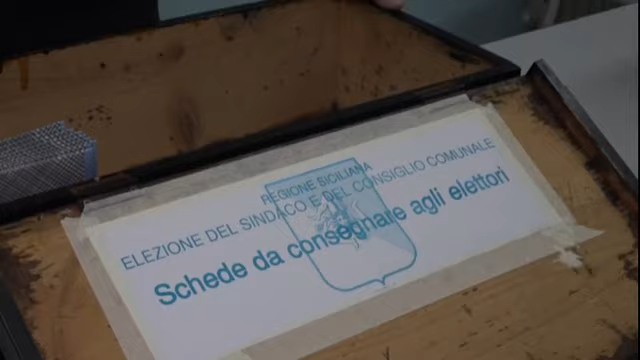 REGIONE SICILIANA
ELEZIONE DEL SINDACO E DEL CONSIGLIO COMUNALE
Schede da consegnare agli elettori